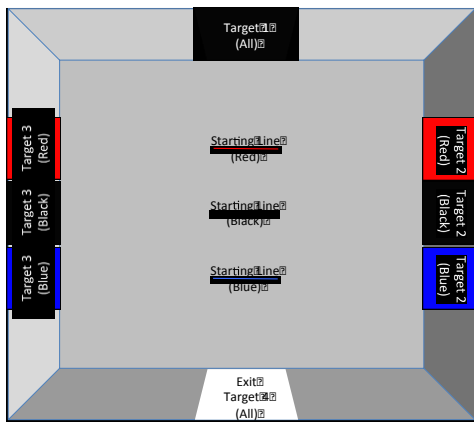 Target 1
(All)
Starting Line
(Red)
Starting Line
(Black)
Starting Line
(Blue)
Target 3
(Red)
Target 3
(Black)
Target 3
(Blue)
Target 2
(Red)
Target 2
(Black)
Target 2
(Blue)
Exit
Target 4
(All)